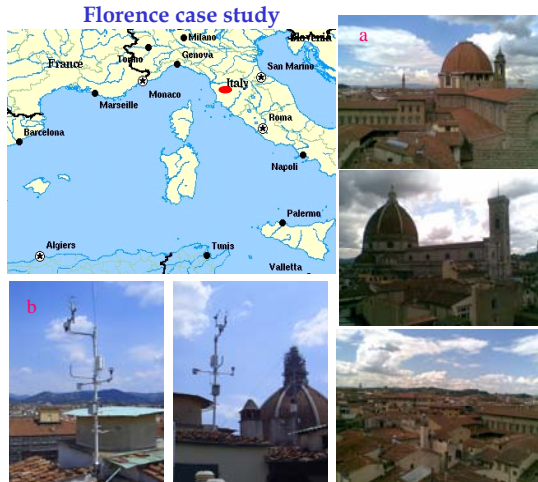 Florence case study
a
Milano
Slovenia
Torino
Genova
France
San Marino
Italy
Monaco
Marseille
Roma
Barcelona
Napoli
Palermo
Algiers
Tunis
Valletta
b